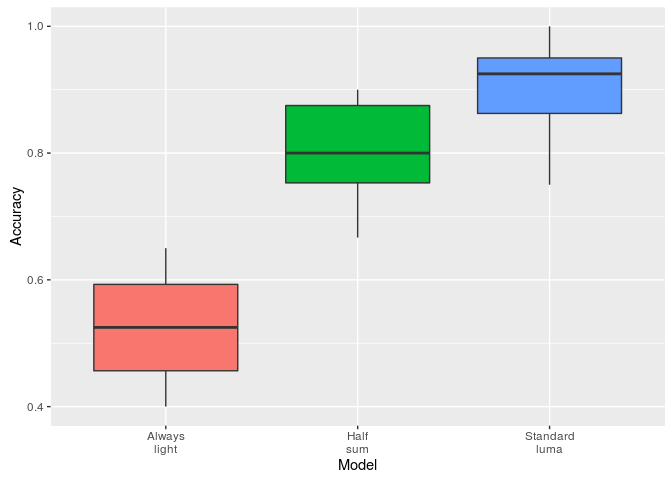 1.0
0.8
0.6
0.4
Accuracy
Always
light
Half
sum
Standard
luma
Model